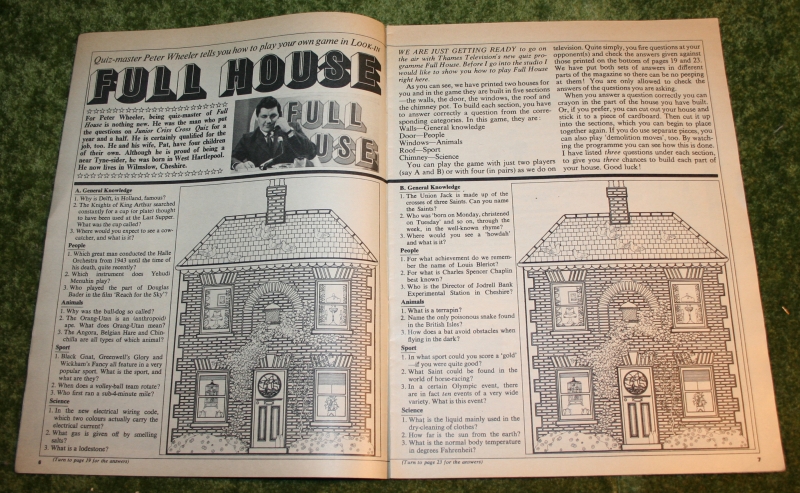 Quiz-master Peter Wheeler tells you how to play your own game in LOOK-IN
FULL HOUSE
For Peter Wheeler, being quiz-master of Full
House is nothing new. He was the man who put
the questions on Junior Criss Cross Quiz for a
year and a half. He is certainly qualified for the
job, too. He and his wife, Pat, have four children
of their own. Although he is proud of being a
near Tyne-sider, he was born in West Hartlepool.
He now lives in Wilmslow, Cheshire.
FULL
HOUSE
WE ARE JUST GETTING READY to go on
the air with Thames Television's new quiz pro-
gramme Full House. Before I go into the studio I
would like to show you how to play Full House
right here.
As you can see, we have printed two houses for
you and in the game they are built in five sections
—the walls, the door, the windows, the roof and
the chimney pot. To build each section, you have
to answer correctly a question from the corre-
sponding categories. In this game, they are:
Walls—General knowledge
Door—People
Windows—Animals
Roof—Sport
Chimney—Science
You can play the game with just two players
(say A and B) or with four (in pairs) as we do on
television. Quite simply, you fire questions at your
opponent(s) and check the answers given against
those printed on the bottom of pages 19 and 23.
We have put both sets of answers in different
parts of the magazine so there can be no peeping
at them! You are only allowed to check the
answers of the questions you are asking.
When you answer a question correctly you can
crayon in that part of the house you have built.
Or, if you prefer, you can cut out your house and
stick it to a piece of cardboard. Then cut it up
into the sections, which you can begin to place
together again. If you do use separate pieces, you
can also play 'demolition moves', too. By watch-
ing the programme you can see how this is done.
I have listed three questions under each section,
to give you three chances to build each part of
your house. Good luck!
A. General Knowledge
1. Why is Delft, in Holland, famous?
2. The Knights of King Arthur searched
constantly for a cup (or plate) thought
to have been used at the Last Supper.
What was the cup called?
3. Where would you expect to see a cow-
catcher, and what is it?
People
1. Which great man conducted the Halle
Orchestra from 1943 until the time of
his death, quite recently?
2. Which instrument does Yehudi
Menuhin play?
3. Who played the part of Douglas
Bader in the film 'Reach for the Sky'?
Animals
1. Why was the bull-dog so called?
2. The Orang-Utan is an (anthropoid)
ape. What does Orang-Utan mean?
3. The Angora, Belgian Hare and Chin-
chilla are all types of which animal?
Sport
1. Black Gnat, Greenwell's Glory and
Wickham's Fancy all feature in a very
popular sport. What is the sport, and
what are they?
2. When does a volley-ball team rotate?
3. Who first ran a sub-4-minute mile?
Science
1. In the new electrical wiring code,
which two colours actually carry the
electrical current?
2. What gas is given off by smelling
salts?
3. What is a lodestone?
6
(Turn to page 19 for the answers)
B. General Knowledge
1. The Union Jack is made up of the
crosses of three Saints. Can you name
the Saints?
2. Who was 'born on Monday, christened
on Tuesday' and so on, through the
week, in the well-known rhyme?
3. Where would you see a 'howdah'
and what is it?
People
1. For what achievement do we remem-
ber the name of Louis Bleriot?
2. For what is Charles Spencer Chaplin
best known?
3. Who is the Director of Jodrell Bank
Experimental Station in Cheshire?
Animals
1. What is a terrapin?
2. Name the only poisonous snake found
in the British Isles?
3. How does a bat avoid obstacles when
flying in the dark?
Sport
1. In what sport could you score a 'gold'
—if you were quite good?
2. What Saint could be found in the
world of horse-racing?
3. In a certain Olympic event, there
are in fact ten events of a very wide
variety. What is this event?
Science
1. What is the liquid mainly used in the
dry-cleaning of clothes?
2. How far is the sun from the earth?
3. What is the normal body temperature
in degrees Fahrenheit?
(Turn to page 23 for the answers)
7